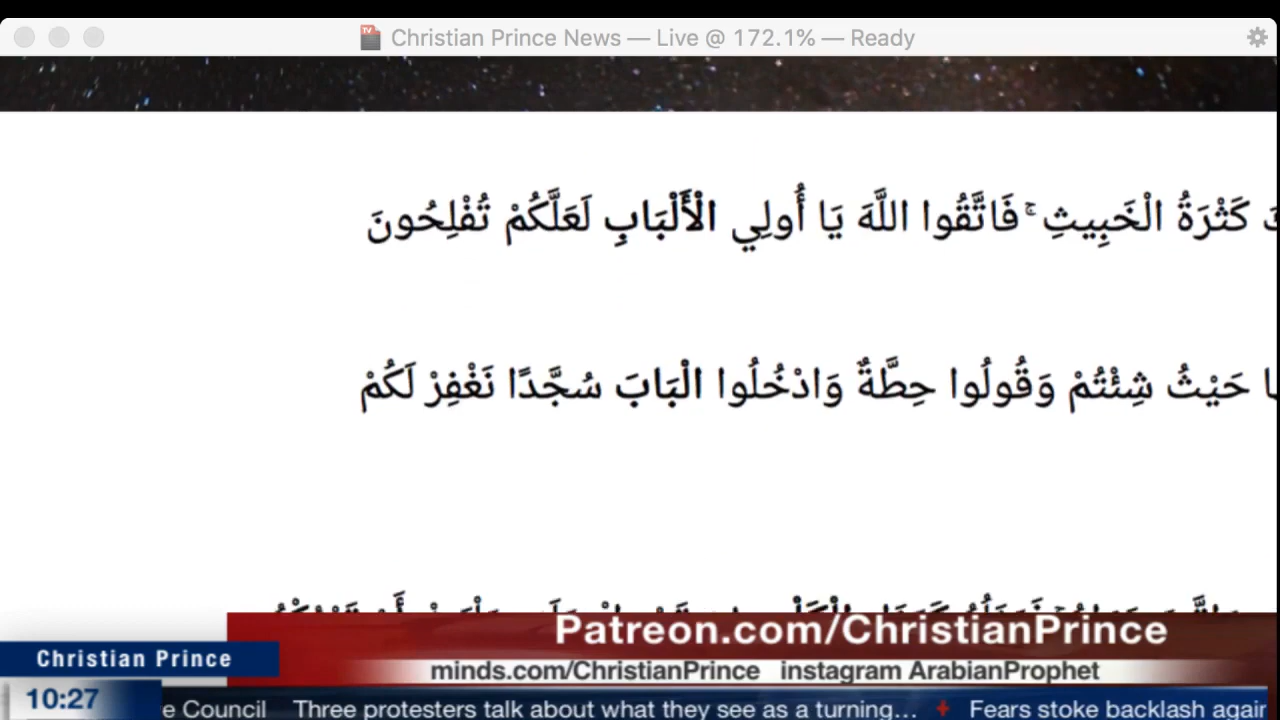 Christian Prince News — Live @ 172.1% — Ready
كَثْرَةُ الْخَبِيثِ ۚ فَاتَّقُوا اللَّهَ يَا أُولِي الْأَلْبَابِ لَعَلَّكُمْ تُفْلِحُونَ
حَيْثُ شِئْتُمْ وَقُولُوا حِطَّةٌ وَادْخُلُوا الْبَابَ سُجَّدًا نَغْفِرْ لَكُمْ
Patreon.com/ChristianPrince
Christian Prince
minds.com/ChristianPrince instagram ArabianProphet
10:27
e Council Three protesters talk about what they see as a turning... + Fears stoke backlash again